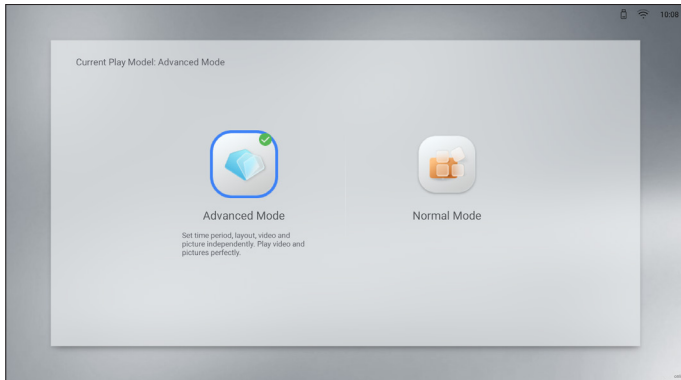 10:08
Current Play Model: Advanced Mode
Advanced Mode
Normal Mode
Set time period, layout, video and
picture independently. Play video and
pictures perfectly.